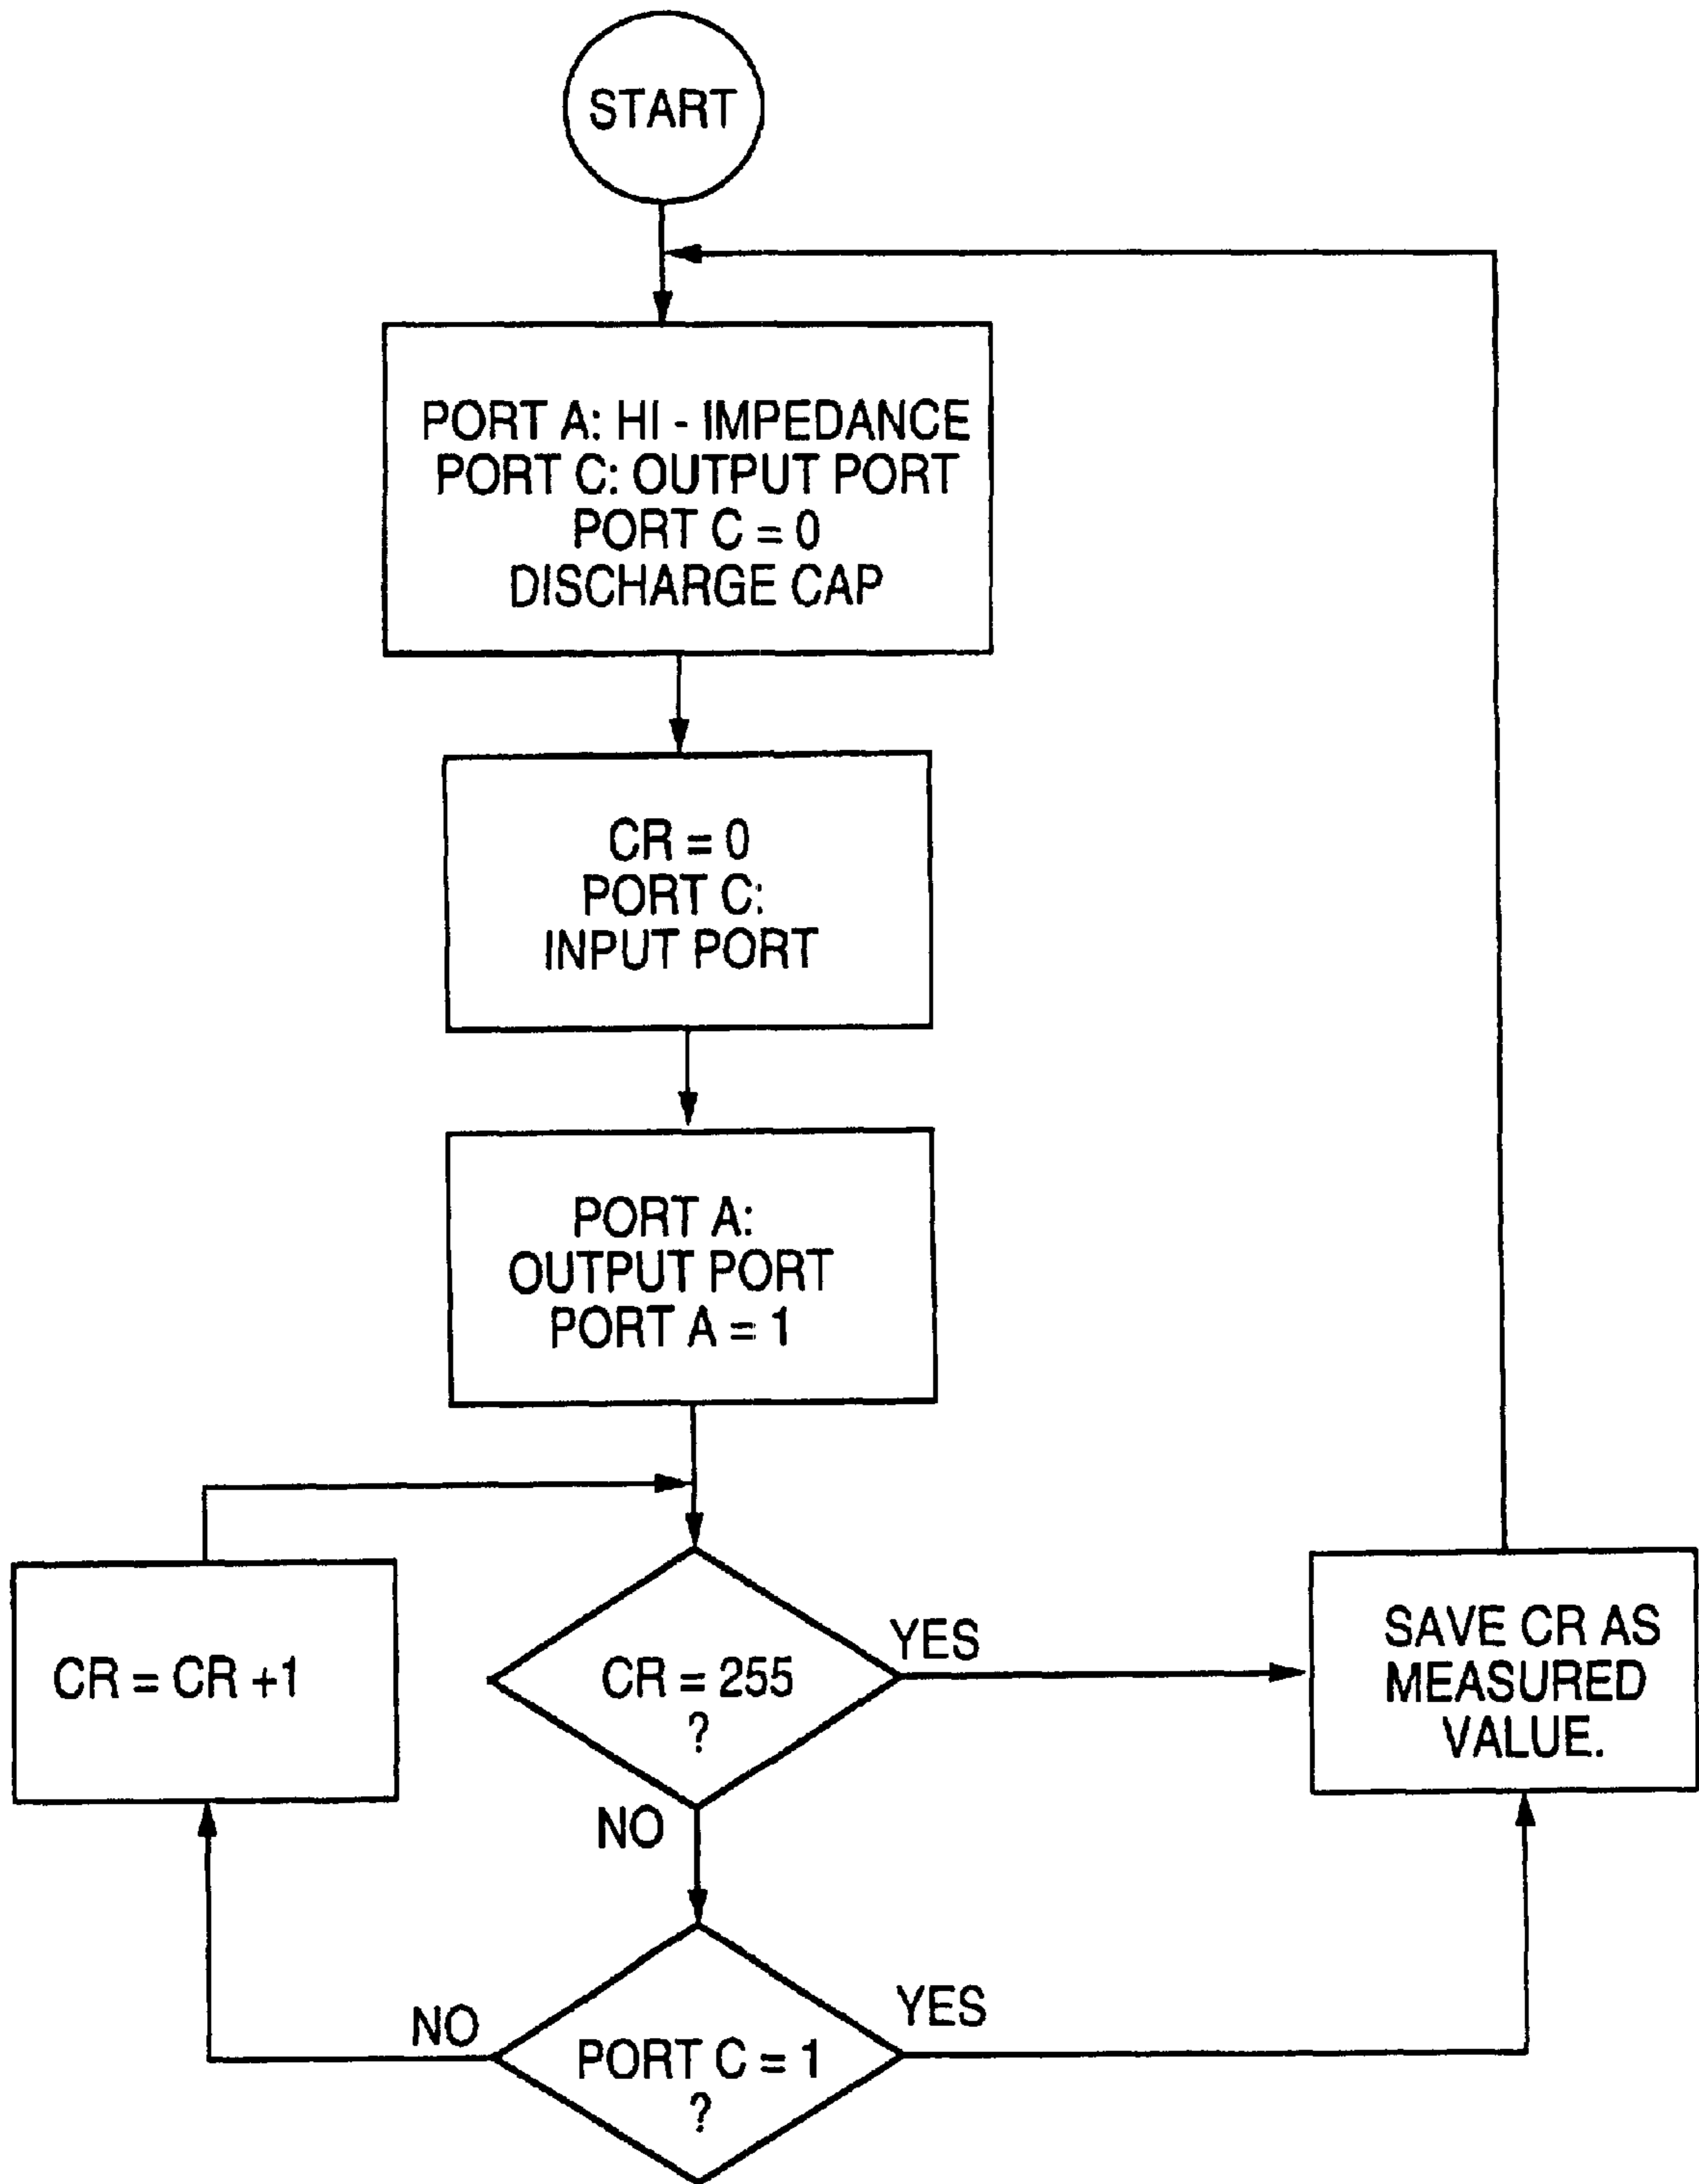 START
PORT A: HI - IMPEDANCE
PORT C: OUTPUT PORT
PORT C = 0
DISCHARGE CAP
CR = 0
PORT C:
INPUT PORT
PORT A:
OUTPUT PORT
PORT A = 1
CR = CR +1
CR = 255
?
YES
NO
SAVE CR AS
MEASURED
VALUE.
PORT C = 1
?
NO
YES